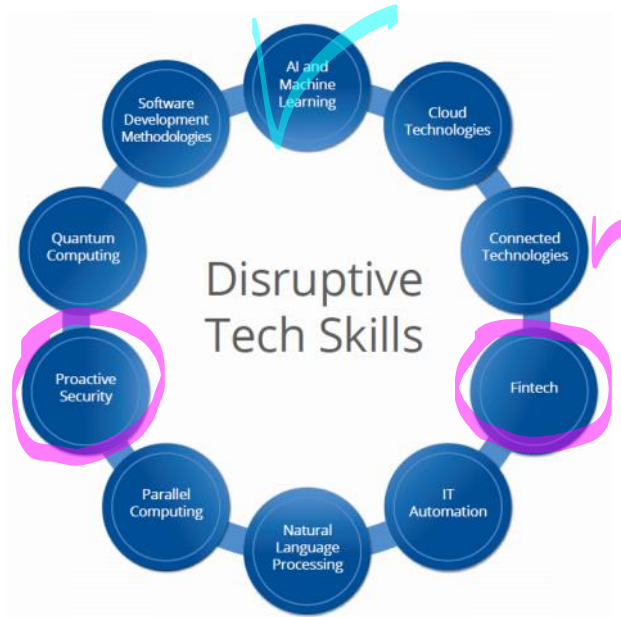 AI and
Machine
Learning
Cloud
Technologies
Connected
Technologies
Fintech
IT
Automation
Natural
Language
Processing
Parallel
Computing
Proactive
Security
Quantum
Computing
Software
Development
Methodologies
Disruptive
Tech Skills